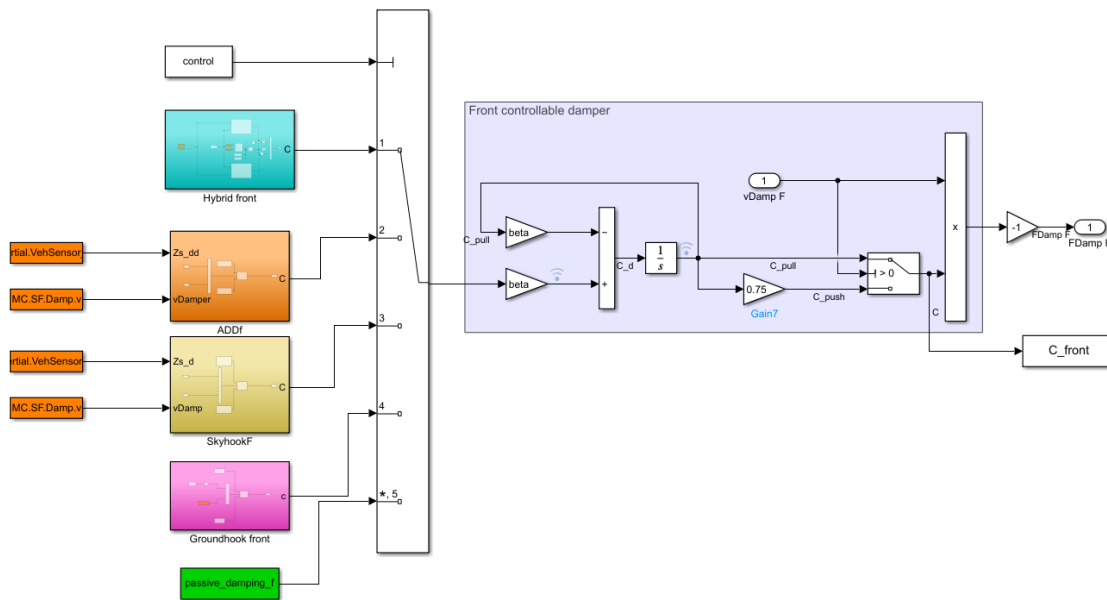 control
Hybrid front
C
1
rtial.VehSensor
MC.SF.Damp.v
Zs_dd
vDamper
C
ADDf
2
rtial.VehSensor
MC.SF.Damp.v
Zs_d
vDamp
C
SkyhookF
3
c
Groundhook front
4
*, 5
passive_damping_f
Front controllable damper
C_pull
beta
beta
−
+
C_d
1
s
1
vDamp F
C_pull
0.75
Gain7
C_push
> 0
C
x
-1
FDamp F
1
FDamp F
C_front